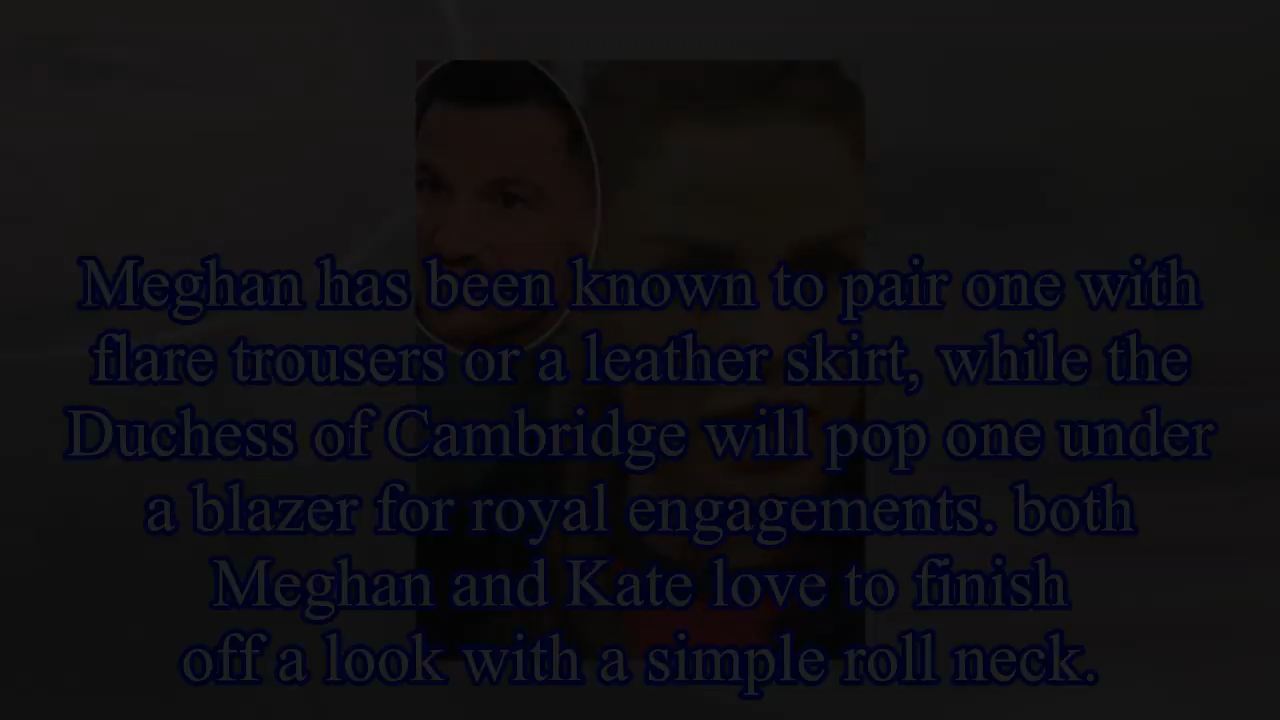 Meghan has been known to pair one with
flare trousers or a leather skirt, while the
Duchess of Cambridge will pop one under
a blazer for royal engagements. both
Meghan and Kate love to finish
off a look with a simple roll neck.